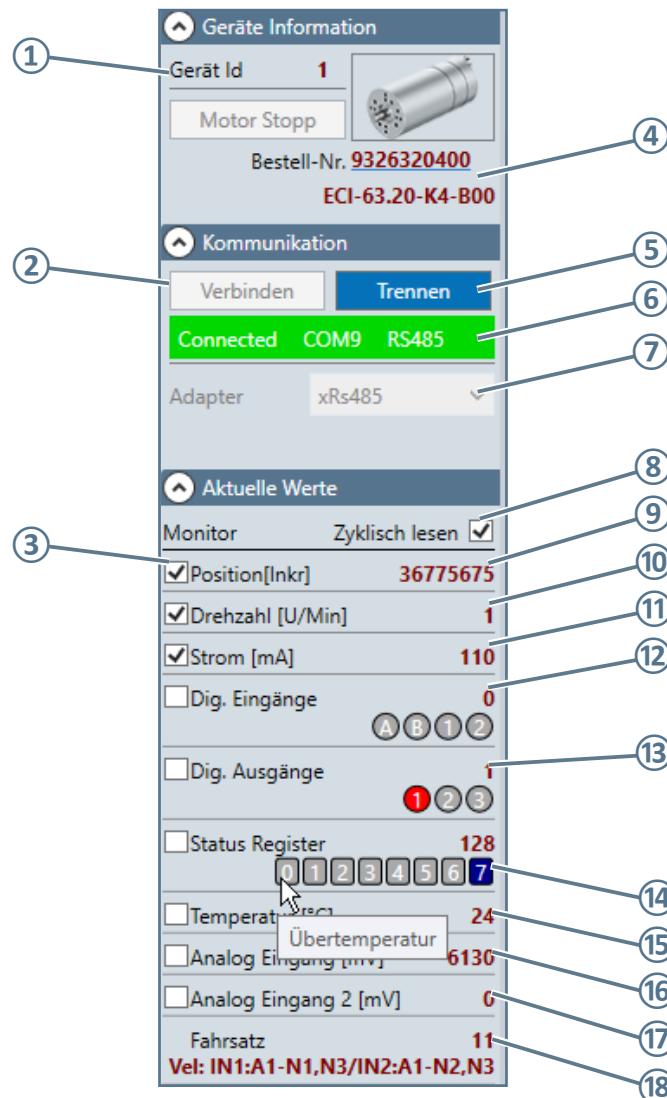 Geräte Information
① Gerät Id 1
Motor Stopp
④
Bestell-Nr. 9326320400
ECI-63.20-K4-B00
Kommunikation
② Verbinden Trennen ⑤
Connected COM9 RS485 ⑥
Adapter xRs485 ⑦
Aktuelle Werte
⑧
③ Monitor Zyklisch lesen ⑨
Position[Inkr] 36775675
⑩
Drehzahl [U/Min] 1
⑪
Strom [mA] 110
⑫
Dig. Eingänge 0
A B 1 2
Dig. Ausgänge 1 ⑬
1 2 3
Status Register 128
0 1 2 3 4 5 6 7 ⑭
Temperatur [°C] 24 ⑮
Übertemperatur
Analog Eingang [mV] 6130 ⑯
Analog Eingang 2 [mV] 0 ⑰
Fahrsatz 11
Vel: IN1:A1-N1,N3/IN2:A1-N2,N3 ⑱